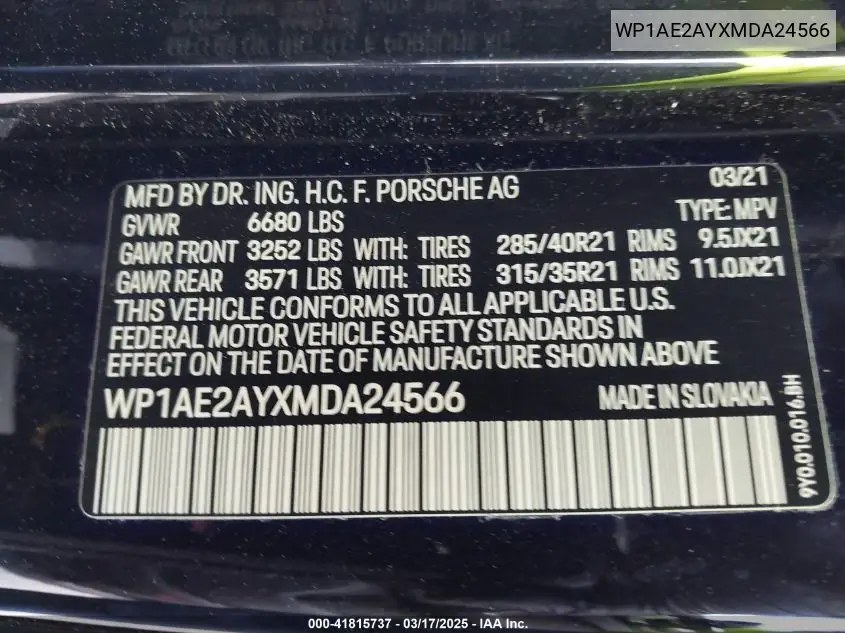 WP1AE2AYXMDA24566
MFD BY DR. ING. H.C. F. PORSCHE AG 03/21
GVWR 6680 LBS TYPE: MPV
GAWR FRONT 3252 LBS WITH: TIRES 285/40R21 RIMS 9.5JX21
GAWR REAR 3571 LBS WITH: TIRES 315/35R21 RIMS 11.0JX21
THIS VEHICLE CONFORMS TO ALL APPLICABLE U.S.
FEDERAL MOTOR VEHICLE SAFETY STANDARDS IN
EFFECT ON THE DATE OF MANUFACTURE SHOWN ABOVE
WP1AE2AYXMDA24566 MADE IN SLOVAKIA
9Y0.010.016.BH
000-41815737 - 03/17/2025 - IAA Inc.